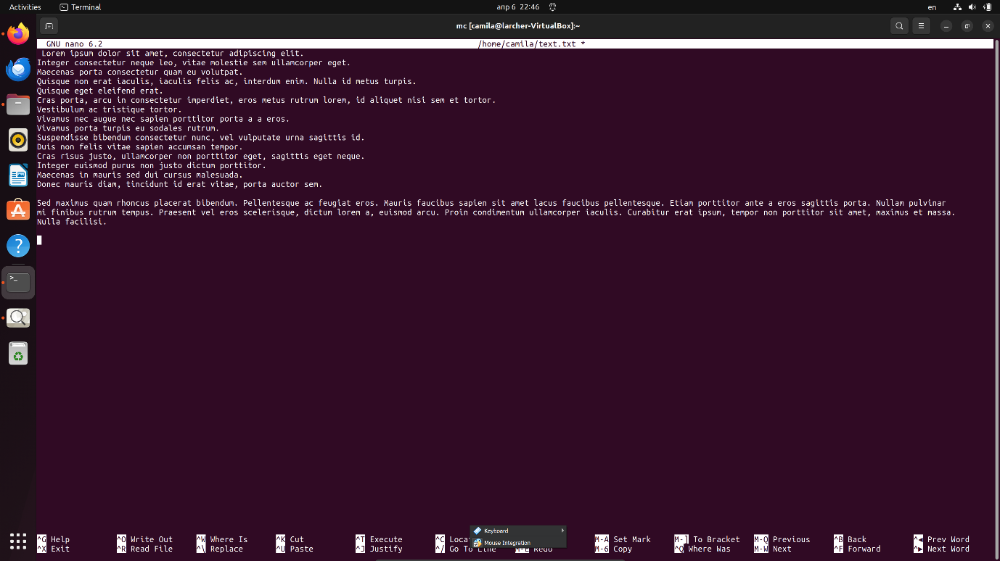 Activities Terminal апр 6 22:46 en
mc [camila@larcher-VirtualBox]:~
GNU nano 6.2 /home/camila/text.txt *
Lorem ipsum dolor sit amet, consectetur adipiscing elit.
Integer consectetur neque leo, vitae molestie sem ullamcorper eget.
Maecenas porta consectetur quam eu volutpat.
Quisque non erat iaculis, iaculis felis ac, interdum enim. Nulla id metus turpis.
Quisque eget eleifend erat.
Cras porta, arcu in consectetur imperdiet, eros metus rutrum lorem, id aliquet nisi sem et tortor.
Vestibulum ac tristique tortor.
Vivamus nec augue nec sapien porttitor porta a a eros.
Vivamus porta turpis eu sodales rutrum.
Suspendisse bibendum consectetur nunc, vel vulputate urna sagittis id.
Duis non felis vitae sapien accumsan tempor.
Cras risus justo, ullamcorper non porttitor eget, sagittis eget neque.
Integer euismod purus non justo dictum porttitor.
Maecenas in mauris sed dui cursus malesuada.
Donec mauris diam, tincidunt id erat vitae, porta auctor sem.
Sed maximus quam rhoncus placerat bibendum. Pellentesque ac feugiat eros. Mauris faucibus sapien sit amet lacus faucibus pellentesque. Etiam porttitor ante a eros sagittis porta. Nullam pulvinar
mi finibus rutrum tempus. Praesent vel eros scelerisque, dictum lorem a, euismod arcu. Proin condimentum ullamcorper iaculis. Curabitur erat ipsum, tempor non porttitor sit amet, maximus et massa.
Nulla facilisi.
Keyboard
Mouse Integration
^G Help ^O Write Out ^W Where Is ^K Cut ^T Execute ^C M-A Set Mark M-] To Bracket M-Q Previous ^B Back ^◀ Prev Word
^X Exit ^R Read File ^\ Replace ^U Paste ^J Justify ^/ Go To Line M-E Redo M-6 Copy ^Q Where Was M-W Next ^F Forward ^▶ Next Word